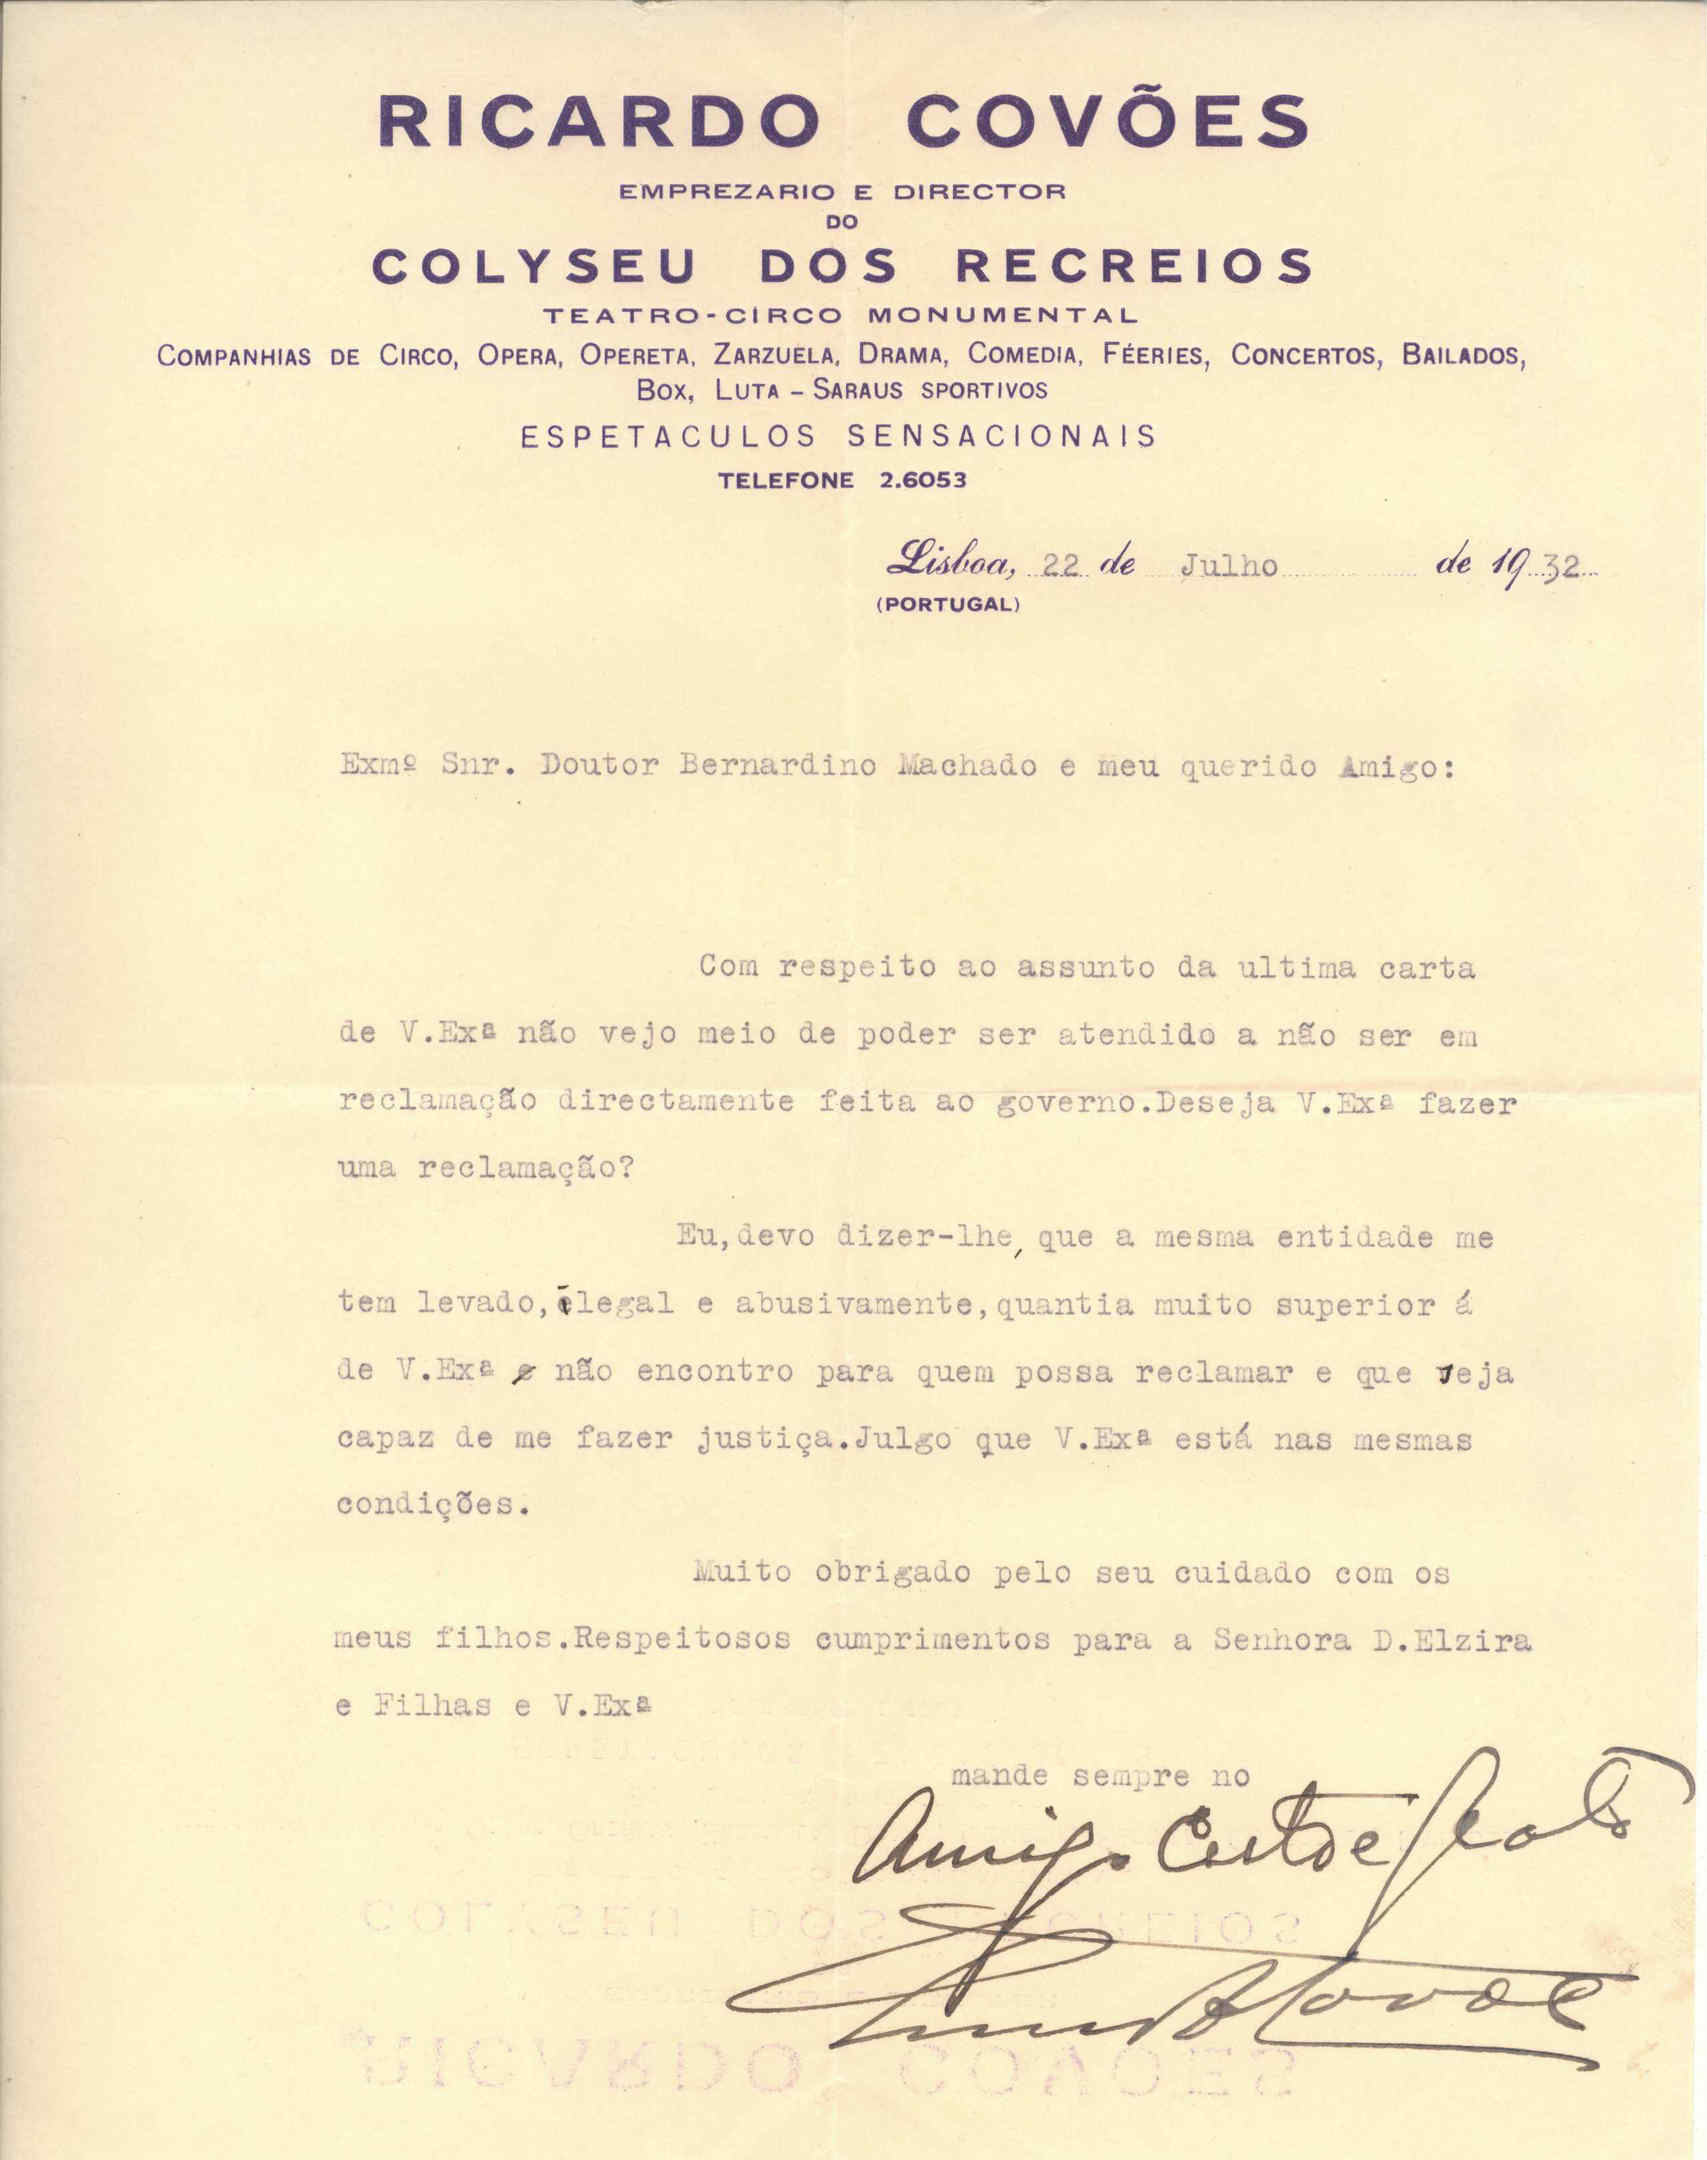 RICARDO COVÕES
EMPREZARIO E DIRECTOR
DO
COLYSEU DOS RECREIOS
TEATRO-CIRCO MONUMENTAL
COMPANHIAS DE CIRCO, OPERA, OPERETA, ZARZUELA, DRAMA, COMEDIA, FÉERIES, CONCERTOS, BAILADOS,
BOX, LUTA – SARAUS SPORTIVOS
ESPETACULOS SENSACIONAIS
TELEFONE 2.6053
Lisboa, 22 de Julho de 1932
(PORTUGAL)
Exmº Snr. Doutor Bernardino Machado e meu querido Amigo:
Com respeito ao assunto da ultima carta
de V.Exª não vejo meio de poder ser atendido a não ser em
reclamação directamente feita ao governo.Deseja V.Exª fazer
uma reclamação?
Eu,devo dizer-lhe, que a mesma entidade me
tem levado,ilegal e abusivamente,quantia muito superior á
de V.Exª e não encontro para quem possa reclamar e que veja
capaz de me fazer justiça.Julgo que V.Exª está nas mesmas
condições.
Muito obrigado pelo seu cuidado com os
meus filhos.Respeitosos cumprimentos para a Senhora D.Elzira
e Filhas e V.Exª
mande sempre no
Amigo
Ricardo Covões